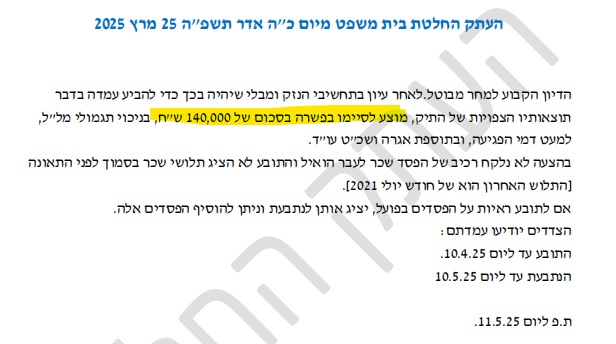 העתק החלטת בית משפט מיום כ״ה אדר תשפ״ה 25 מרץ 2025
הדיון הקבוע למחר מבוטל.לאחר עיון בתחשיבי הנזק ומבלי שיהיה בכך כדי להביע עמדה בדבר
תוצאותיו הצפויות של התיק, מוצע לסיימו בפשרה בסכום של 140,000 ש״ח, בניכוי תגמולי מל״ל,
למעט דמי הפגיעה, ובתוספת אגרה ושכ״ט עו״ד.
בהצעה לא נלקח רכיב של הפסד שכר לעבר הואיל והתובע לא הציג תלושי שכר בסמוך לפני התאונה
[התלוש האחרון הוא של חודש יולי 2021].
אם לתובע ראיות על הפסדים בפועל, יציג אותן לנתבעת וניתן להוסיף הפסדים אלה.
הצדדים יודיעו עמדתם:
התובע עד ליום 10.4.25.
הנתבעת עד ליום 10.5.25
ת.פ ליום 11.5.25.